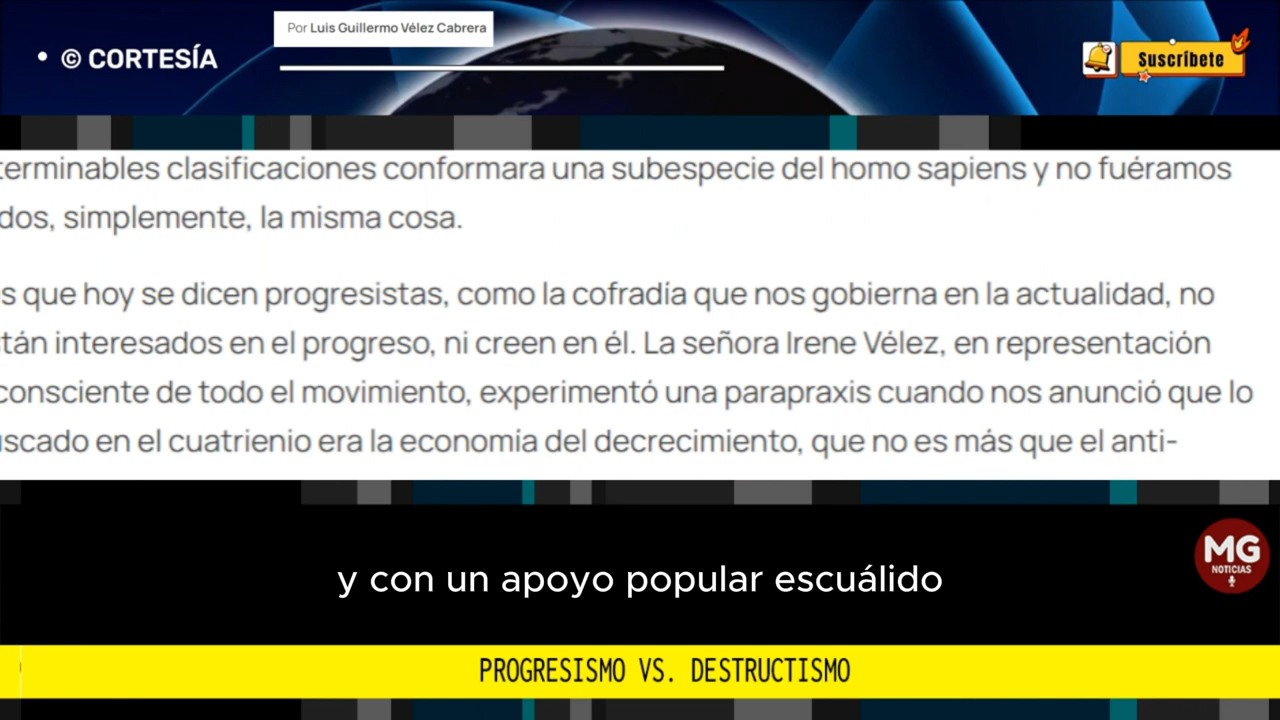 Por Luis Guillermo Vélez Cabrera
• © CORTESÍA
Suscríbete
terminables clasificaciones conformara una subespecie del homo sapiens y no fuéramos
dos, simplemente, la misma cosa.
s que hoy se dicen progresistas, como la cofradía que nos gobierna en la actualidad, no
tán interesados en el progreso, ni creen en él. La señora Irene Vélez, en representación
consciente de todo el movimiento, experimentó una parapraxis cuando nos anunció que lo
uscado en el cuatrienio era la economía del decrecimiento, que no es más que el anti-
y con un apoyo popular escuálido
MG
NOTICIAS
PROGRESISMO VS. DESTRUCTISMO